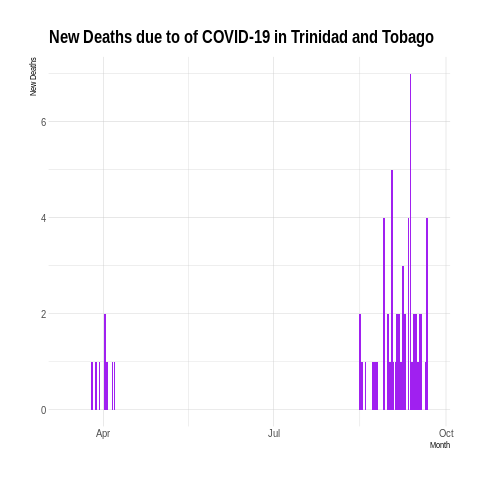 New Deaths due to of COVID-19 in Trinidad and Tobago
New Deaths
6
4
2
0
Apr
Jul
Oct
Month